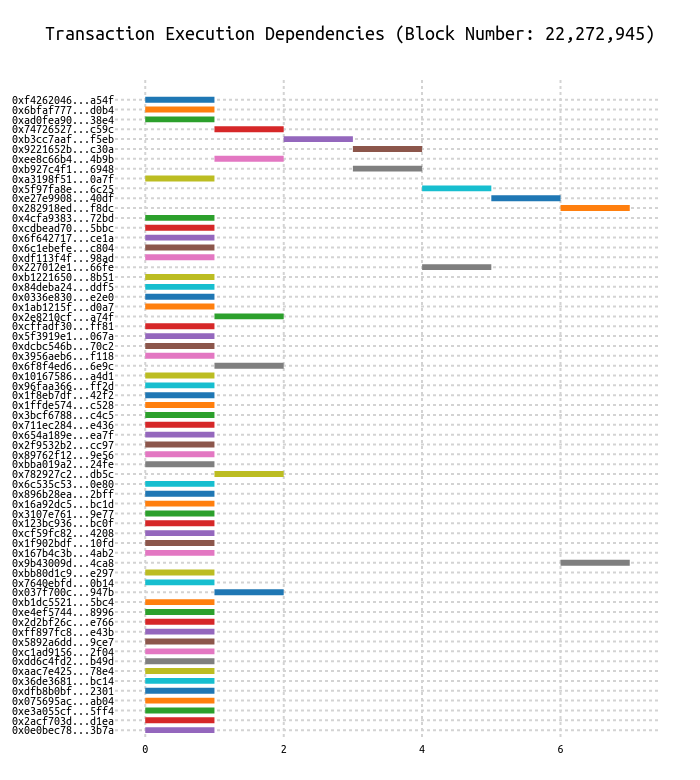 Transaction Execution Dependencies (Block Number: 22,272,945)
0xf4262046...a54f
0x6bfaf777...d0b4
0xad0fea90...38e4
0x74726527...c59c
0xb3cc7aaf...f5eb
0x9221652b...c30a
0xee8c66b4...4b9b
0xb927c4f1...6948
0xa3198f51...0a7f
0x5f97fa8e...6c25
0xe27e9908...40df
0x282918ed...f8dc
0x4cfa9383...72bd
0xcdbead70...5bbc
0x6f642717...ce1a
0x6c1ebefe...c804
0xdf113f4f...98ad
0x227012e1...66fe
0xb1221650...8b51
0x84deba24...ddf5
0x0336e830...e2e0
0x1ab1215f...d0a7
0x2e8210cf...a74f
0xcffadf30...ff81
0x5f3919e1...067a
0xdcbc546b...70c2
0x3956aeb6...f118
0x6f8f4ed6...6e9c
0x10167586...a4d1
0x96faa366...ff2d
0x1f8eb7df...42f2
0x1ffde574...c528
0x3bcf6788...c4c5
0x711ec284...e436
0x654a189e...ea7f
0x2f9532b2...cc97
0x89762f12...9e56
0xbba019a2...24fe
0x782927c2...db5c
0x6c535c53...0e80
0x896b28ea...2bff
0x16a92dc5...bc1d
0x3107e761...9e77
0x123bc936...bc0f
0xcf59fc82...4208
0x1f902bdf...10fd
0x167b4c3b...4ab2
0x9b43009d...4ca8
0xbb80d1c9...e297
0x7640ebfd...0b14
0x037f700c...947b
0xb1dc5521...5bc4
0xe4ef5744...8996
0x2d2bf26c...e766
0xff897fc8...e43b
0x5892a6dd...9ce7
0xc1ad9156...2f04
0xdd6c4fd2...b49d
0xaac7e425...78e4
0x36de3681...bc14
0xdfb8b0bf...2301
0x075695ac...ab04
0xe3a055cf...5ff4
0x2acf703d...d1ea
0x0e0bec78...3b7a
0 2 4 6